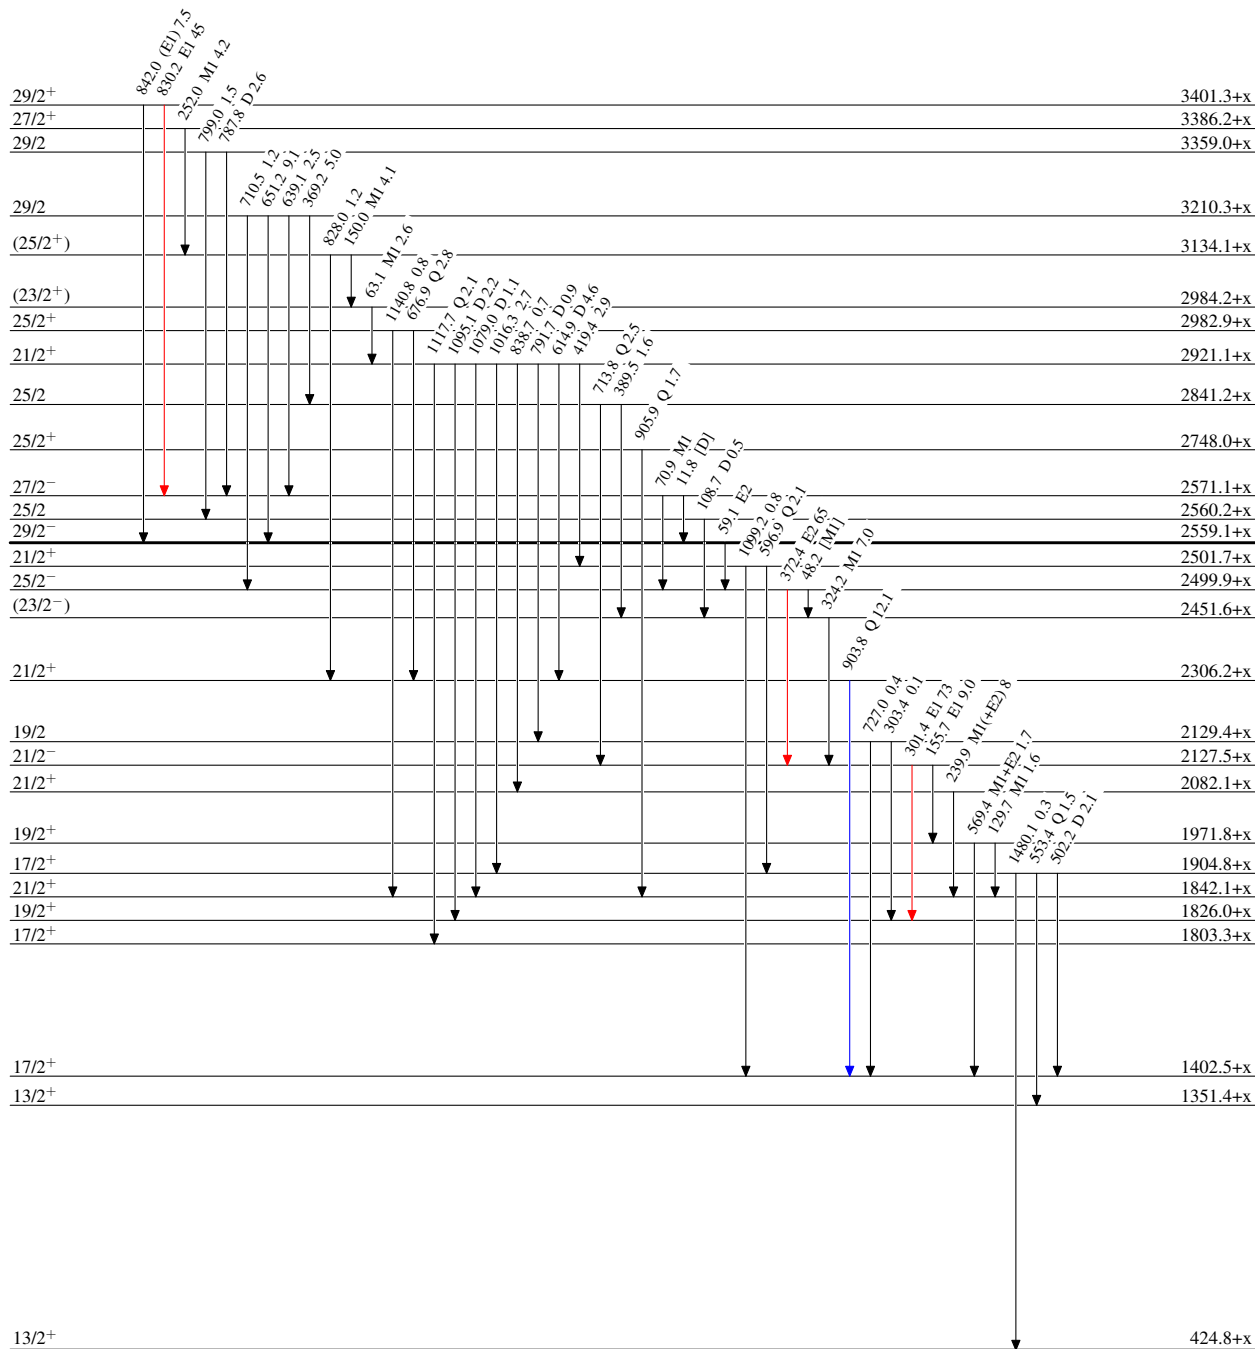 842.0 (E1) 7.5
830.2 E1 45
252.0 M1 4.2
799.0 1.5
787.8 D 2.6
710.5 1.2
651.2 9.1
639.1 2.5
369.2 5.0
828.0 1.2
150.0 M1 4.1
63.1 M1 2.6
1140.8 0.8
676.9 Q 2.8
1117.7 Q 2.1
1095.1 D 2.2
1079.0 D 1.1
1016.3 2.7
838.7 0.7
791.7 D 0.9
614.9 D 4.6
419.4 2.9
713.8 Q 2.5
389.5 1.6
905.9 Q 1.7
70.9 M1
11.8 [D]
108.7 D 0.5
59.1 E2
1099.2 0.8
596.9 Q 2.1
372.4 E2 65
48.2 [M1]
324.2 M1 7.0
903.8 Q 12.1
727.0 0.4
303.4 0.1
301.4 E1 73
155.7 E1 9.0
239.9 M1(+E2) 8
569.4 M1+E2 1.7
129.7 M1 1.6
1480.1 0.3
553.4 Q 1.5
502.2 D 2.1
29/2⁺ 3401.3+x
27/2⁺ 3386.2+x
29/2 3359.0+x
29/2 3210.3+x
(25/2⁺) 3134.1+x
(23/2⁺) 2984.2+x
25/2⁺ 2982.9+x
21/2⁺ 2921.1+x
25/2 2841.2+x
25/2⁺ 2748.0+x
27/2⁻ 2571.1+x
25/2 2560.2+x
29/2⁻ 2559.1+x
21/2⁺ 2501.7+x
25/2⁻ 2499.9+x
(23/2⁻) 2451.6+x
21/2⁺ 2306.2+x
19/2 2129.4+x
21/2⁻ 2127.5+x
21/2⁺ 2082.1+x
19/2⁺ 1971.8+x
17/2⁺ 1904.8+x
21/2⁺ 1842.1+x
19/2⁺ 1826.0+x
17/2⁺ 1803.3+x
17/2⁺ 1402.5+x
13/2⁺ 1351.4+x
13/2⁺ 424.8+x